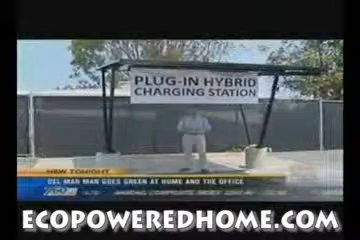 PLUG-IN HYBRID
CHARGING STATION
NEW TONIGHT
DEL MAR MAN GOES GREEN AT HOME AND THE OFFICE
ECOPOWEREDHOME.COM